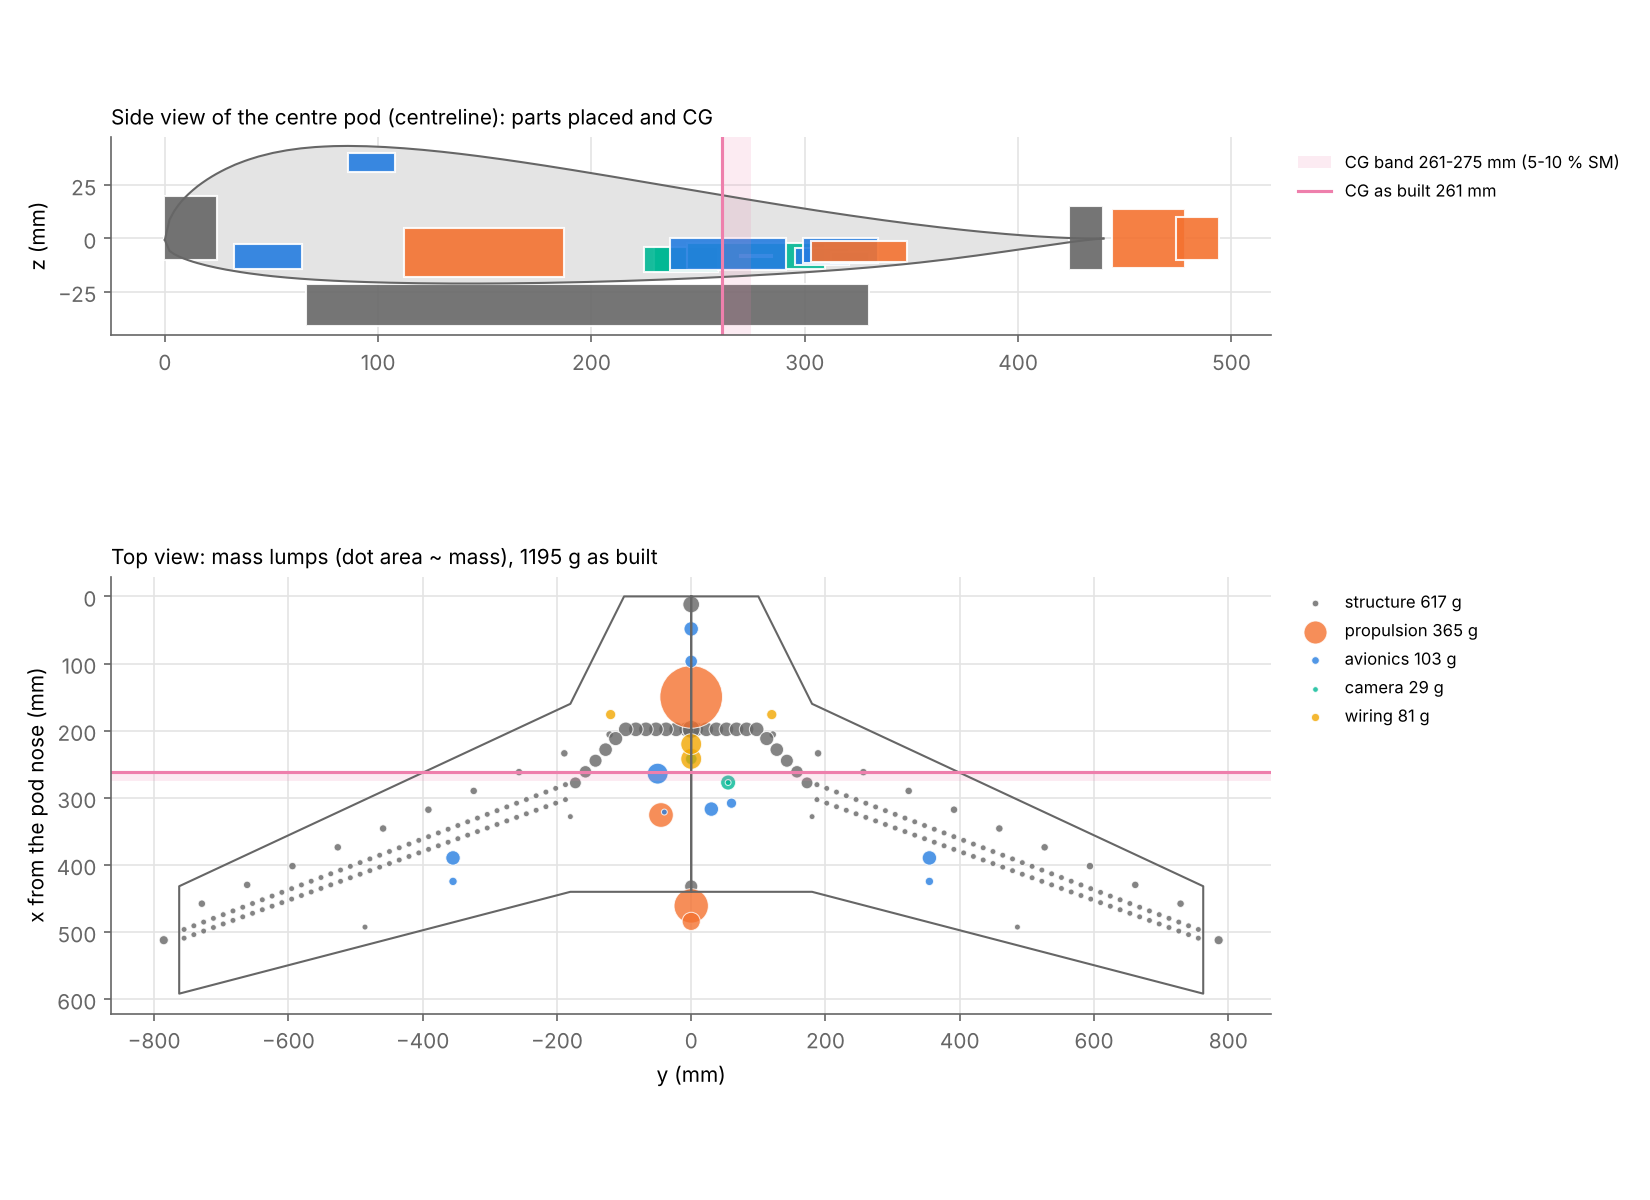 Side view of the centre pod (centreline): parts placed and CG
z (mm)
25
0
−25
0 100 200 300 400 500
CG band 261-275 mm (5-10 % SM)
CG as built 261 mm
Top view: mass lumps (dot area ~ mass), 1195 g as built
x from the pod nose (mm)
0
100
200
300
400
500
600
−800 −600 −400 −200 0 200 400 600 800
y (mm)
structure 617 g
propulsion 365 g
avionics 103 g
camera 29 g
wiring 81 g